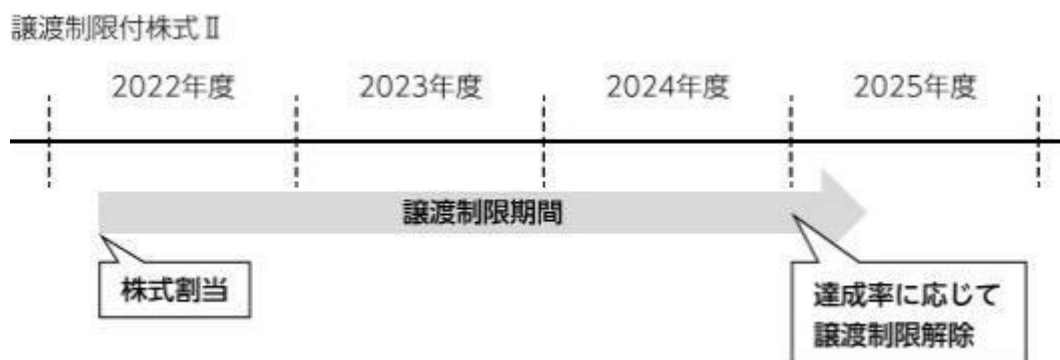 譲渡制限付株式Ⅱ
2022年度 2023年度 2024年度 2025年度
譲渡制限期間
株式割当
達成率に応じて
譲渡制限解除